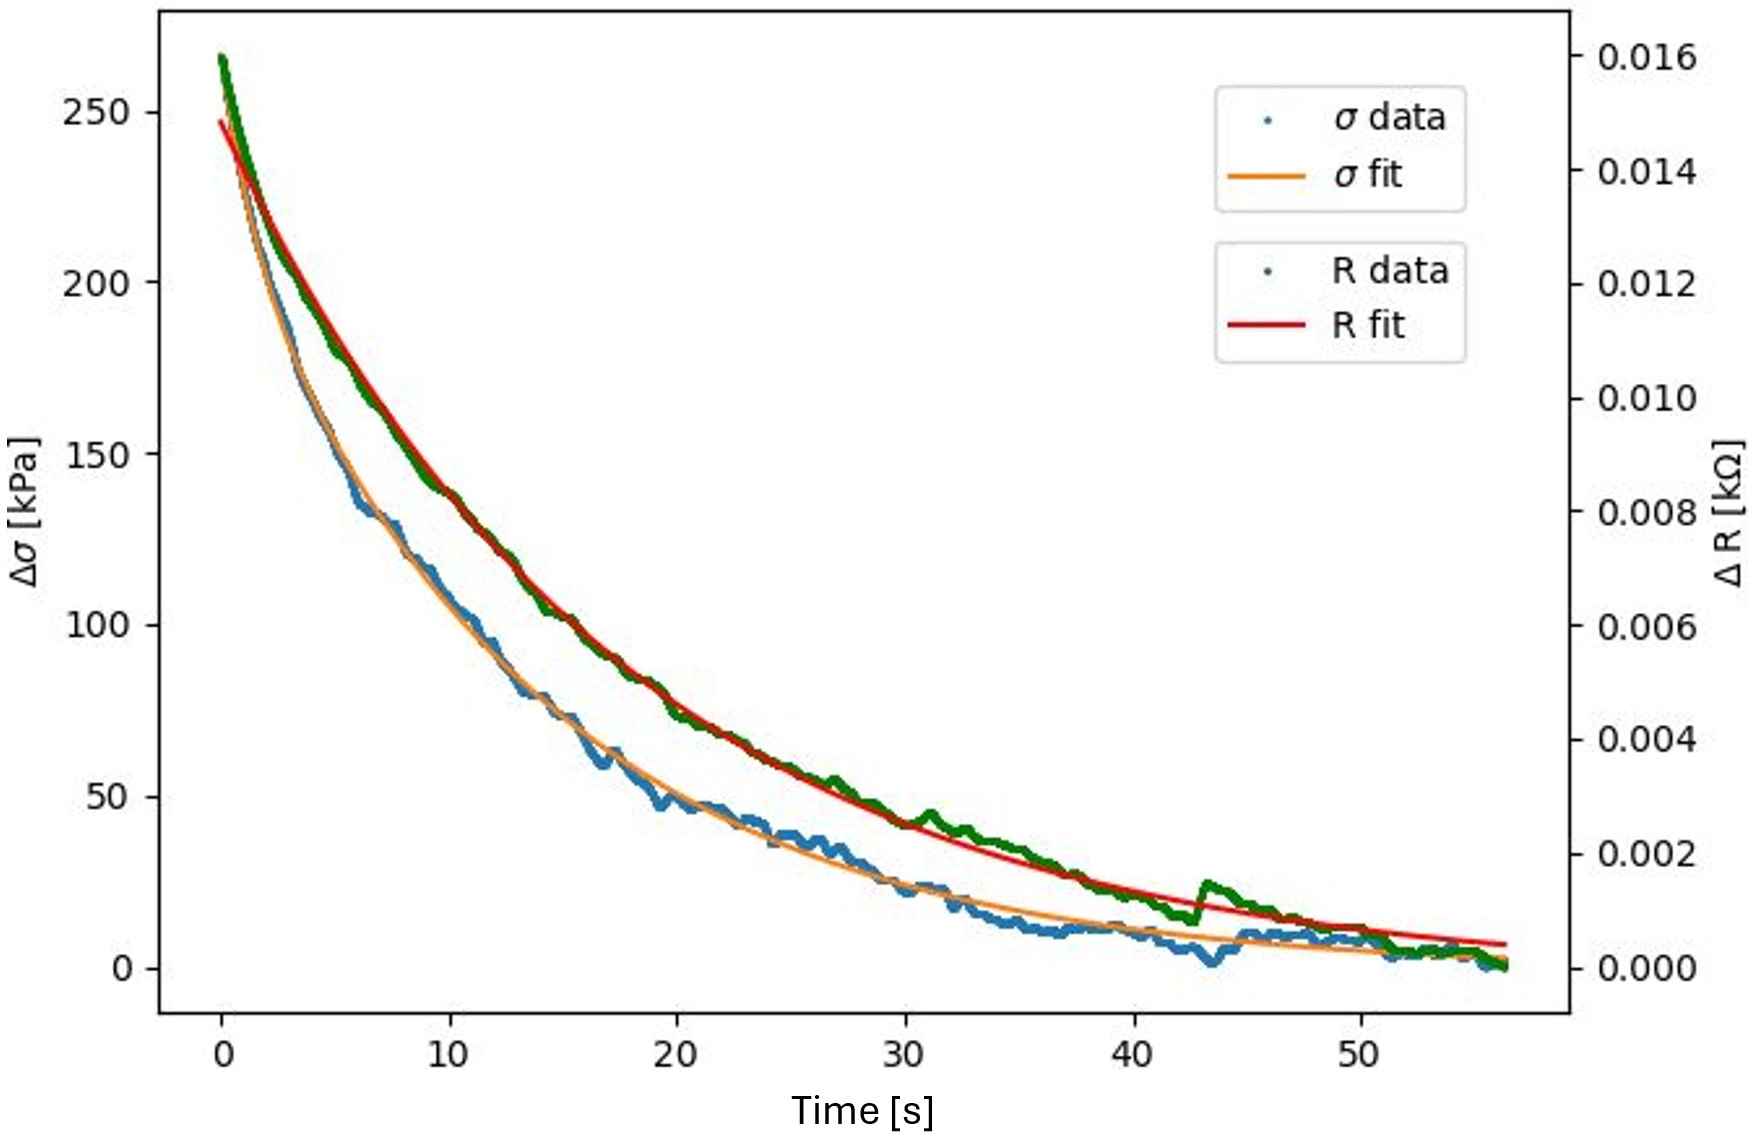 250
200
150
100
50
0
Δσ [kPa]
0.016
0.014
0.012
0.010
0.008
0.006
0.004
0.002
0.000
Δ R [kΩ]
σ data
σ fit
R data
R fit
0 10 20 30 40 50
Time [s]